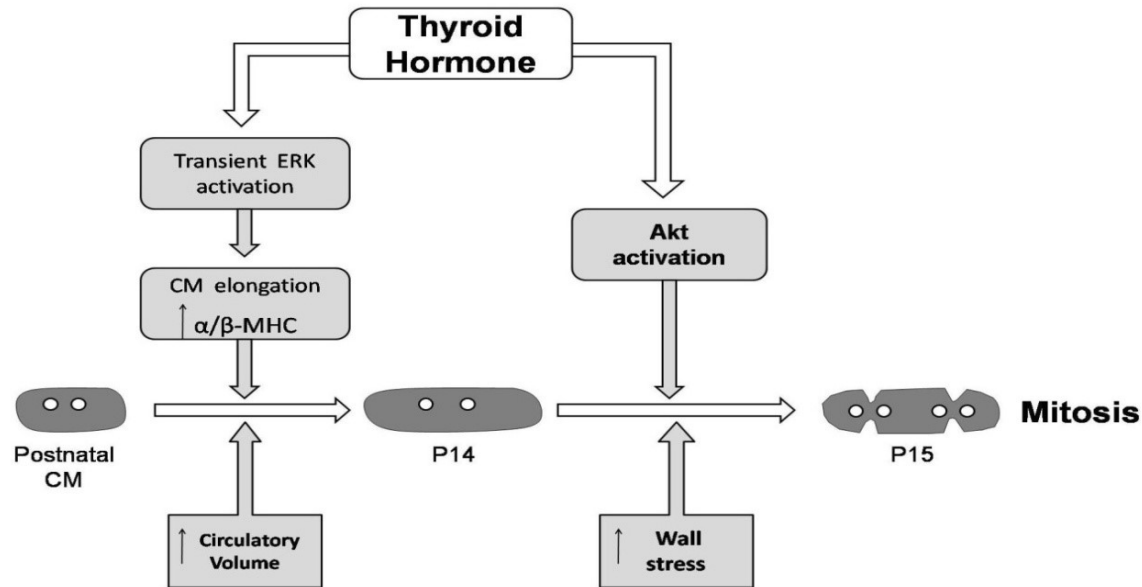 Thyroid
Hormone
Transient ERK
activation
CM elongation
↑ α/β-MHC
Akt
activation
Postnatal
CM
P14
P15
Mitosis
↑ Circulatory
Volume
↑ Wall
stress